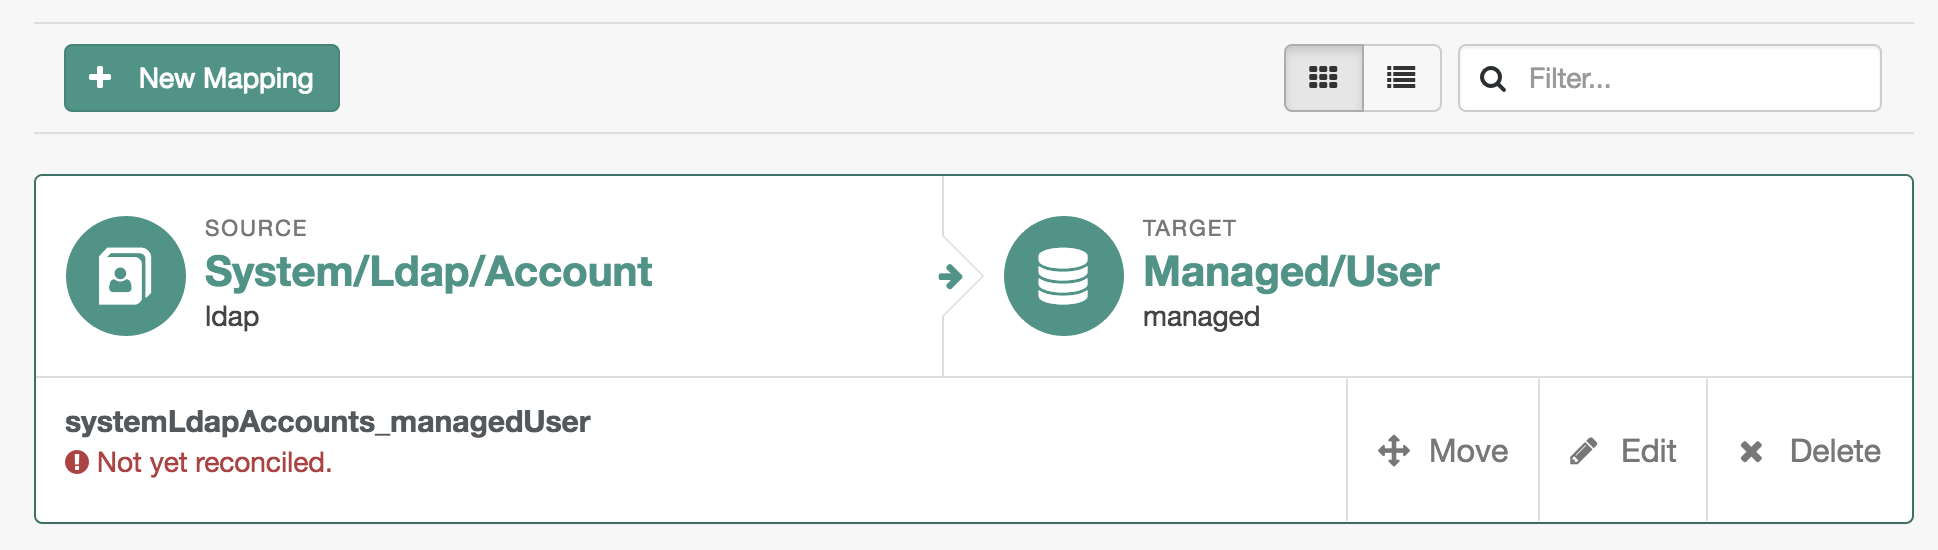 New Mapping
Filter...
SOURCE
System/Ldap/Account
ldap
TARGET
Managed/User
managed
systemLdapAccounts_managedUser
Not yet reconciled.
Move
Edit
Delete